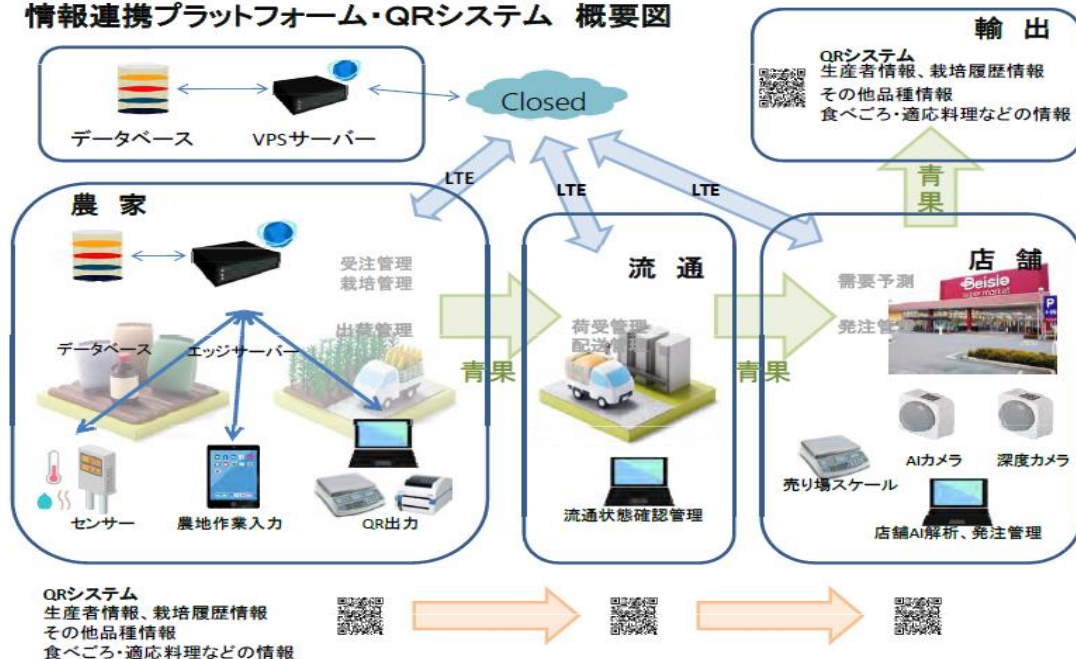 情報連携プラットフォーム・QRシステム 概要図
データベース
VPSサーバー
Closed
輸 出
QRシステム
生産者情報、栽培履歴情報
その他品種情報
食べごろ・適応料理などの情報
LTE
LTE
LTE
青果
農 家
受注管理
栽培管理
出荷管理
データベース
エッジサーバー
センサー
農地作業入力
QR出力
青果
流 通
荷受管理
配送管理
流通状態確認管理
青果
店 舗
需要予測
発注管
Beisia
super market
P
AIカメラ
深度カメラ
売り場スケール
店舗AI解析、発注管理
QRシステム
生産者情報、栽培履歴情報
その他品種情報
食べごろ・適応料理などの情報